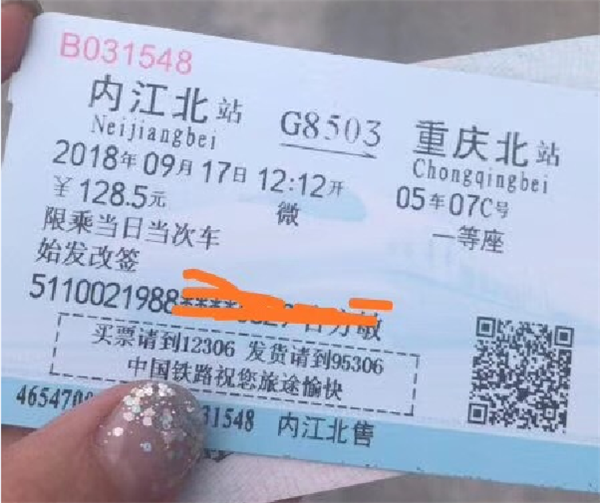 B031548
内江北站 G8503 重庆北站
Neijiangbei Chongqingbei
2018年09月17日 12:12开 05车07C号
¥128.5元 微 一等座
限乘当日当次车
始发改签
5110021988****
买票请到12306 发货请到95306
中国铁路祝您旅途愉快
4654700 31548 内江北售